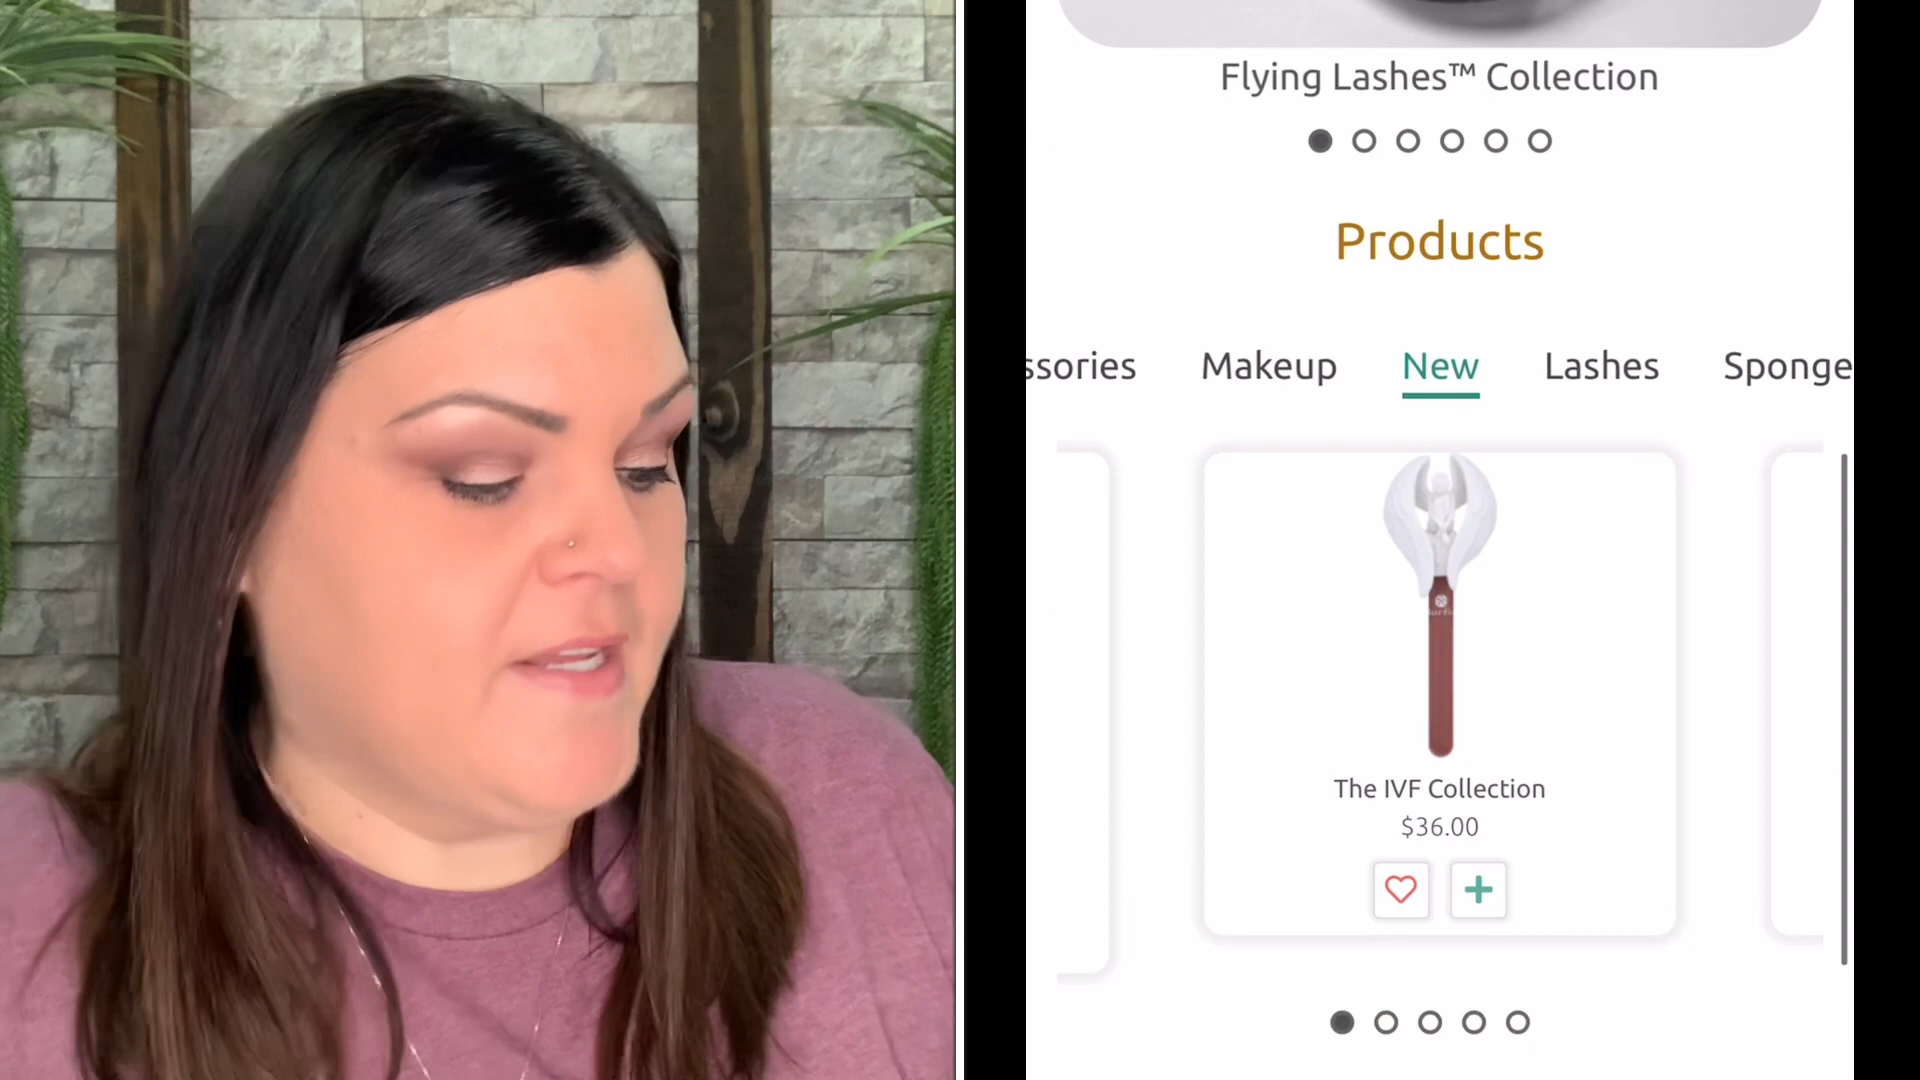 Flying Lashes™ Collection
Products
ssories Makeup New Lashes Sponge
The IVF Collection
$36.00